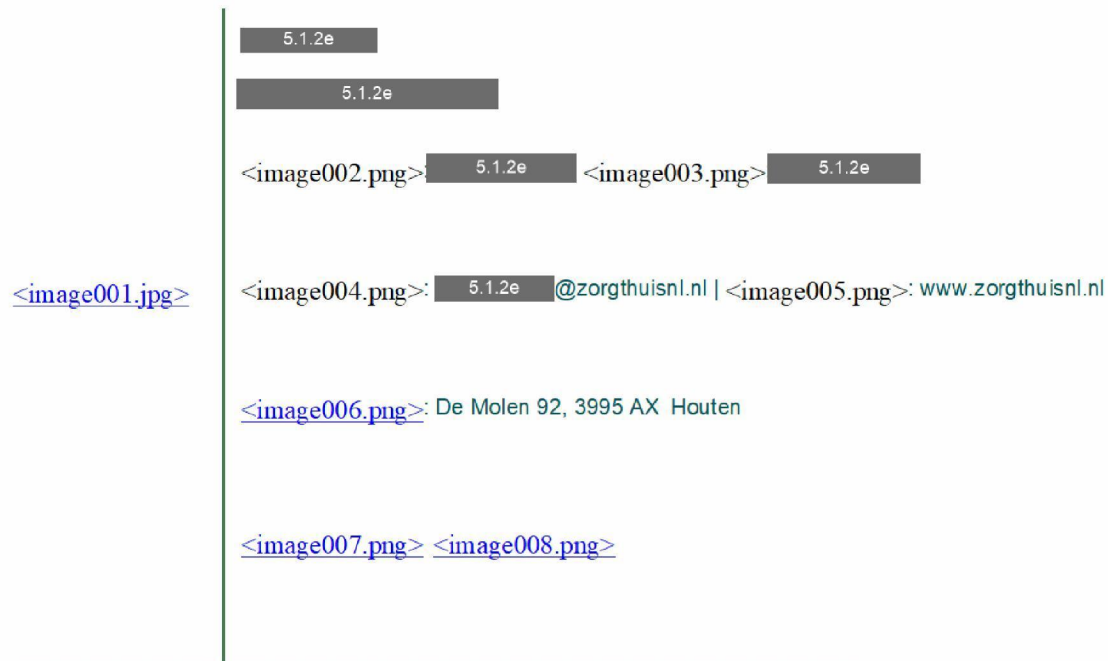 5.1.2e
5.1.2e
<image002.png>: 5.1.2e <image003.png> 5.1.2e
<image001.jpg>
<image004.png>: 5.1.2e @zorgthuisnl.nl | <image005.png>: www.zorgthuisnl.nl
<image006.png>: De Molen 92, 3995 AX Houten
<image007.png> <image008.png>